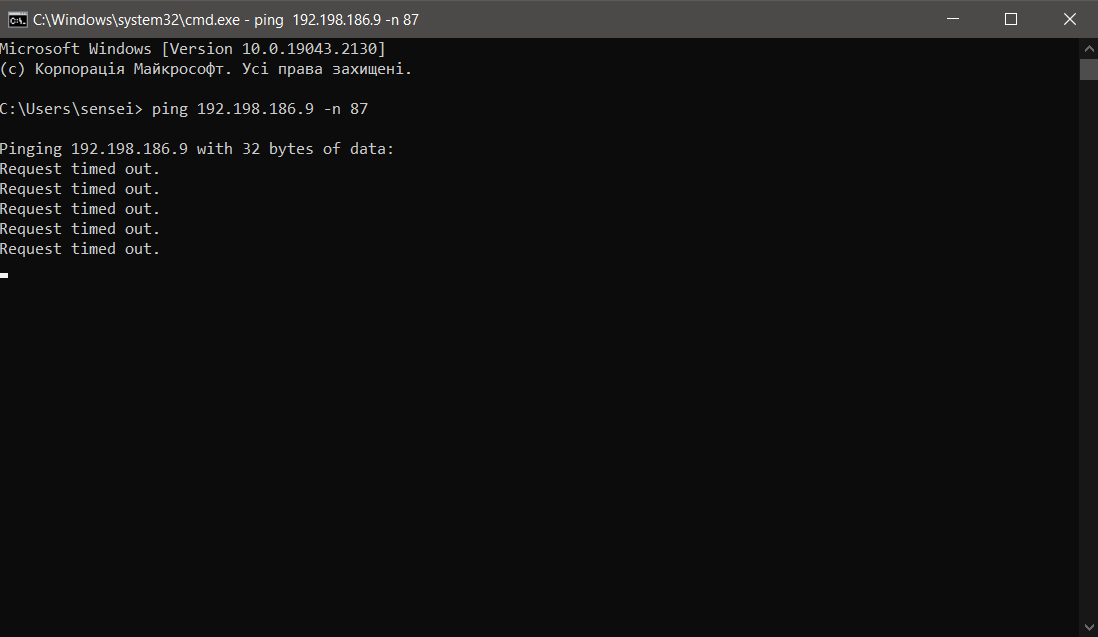 C:\Windows\system32\cmd.exe - ping  192.198.186.9 -n 87
Microsoft Windows [Version 10.0.19043.2130]
(c) Корпорація Майкрософт. Усі права захищені.
C:\Users\sensei> ping 192.198.186.9 -n 87
Pinging 192.198.186.9 with 32 bytes of data:
Request timed out.
Request timed out.
Request timed out.
Request timed out.
Request timed out.